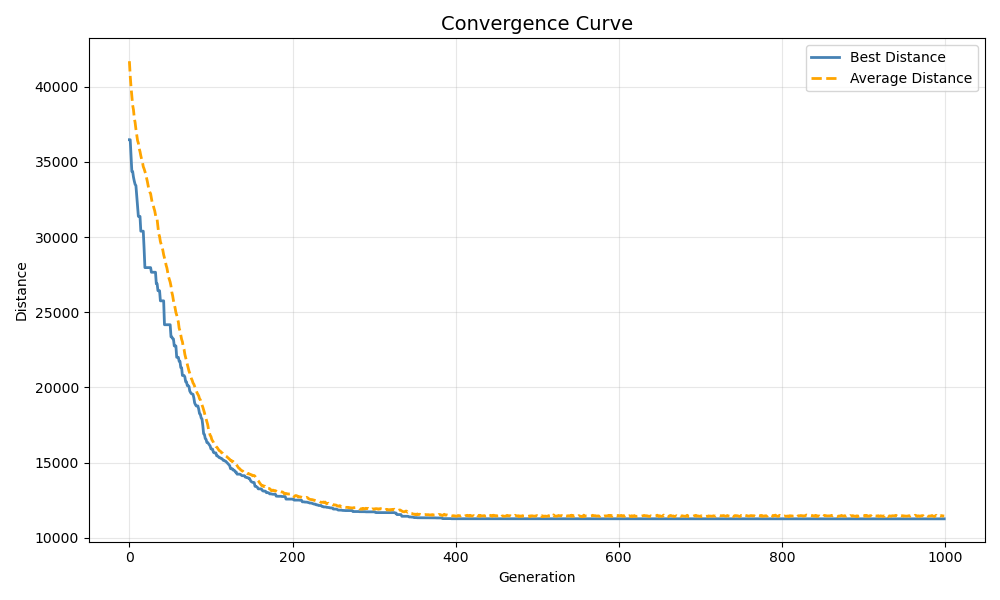 Convergence Curve
Best Distance
Average Distance
40000
35000
30000
25000
20000
15000
10000
Distance
0 200 400 600 800 1000
Generation